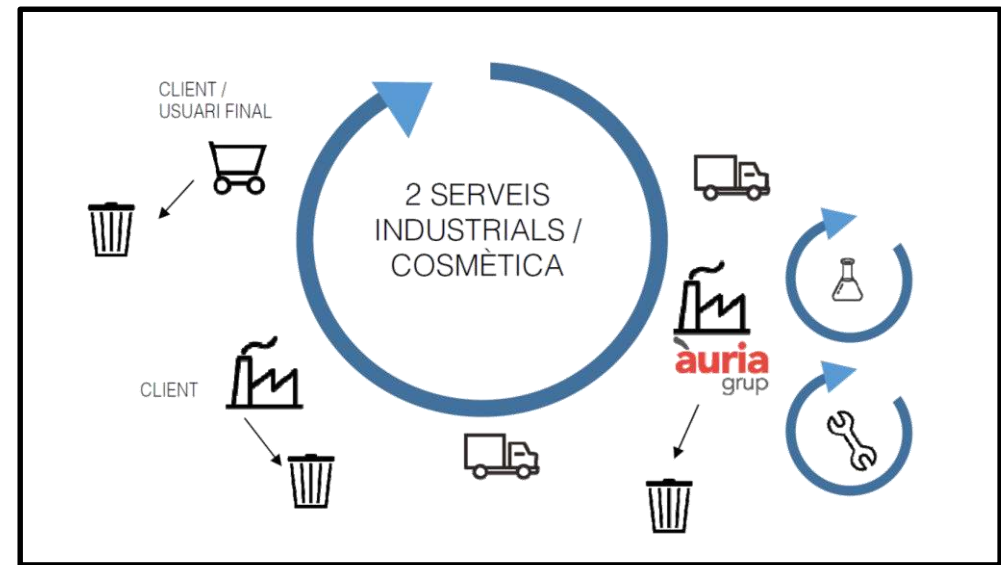 CLIENT /
USUARI FINAL
2 SERVEIS
INDUSTRIALS /
COSMÈTICA
àuria
grup
CLIENT